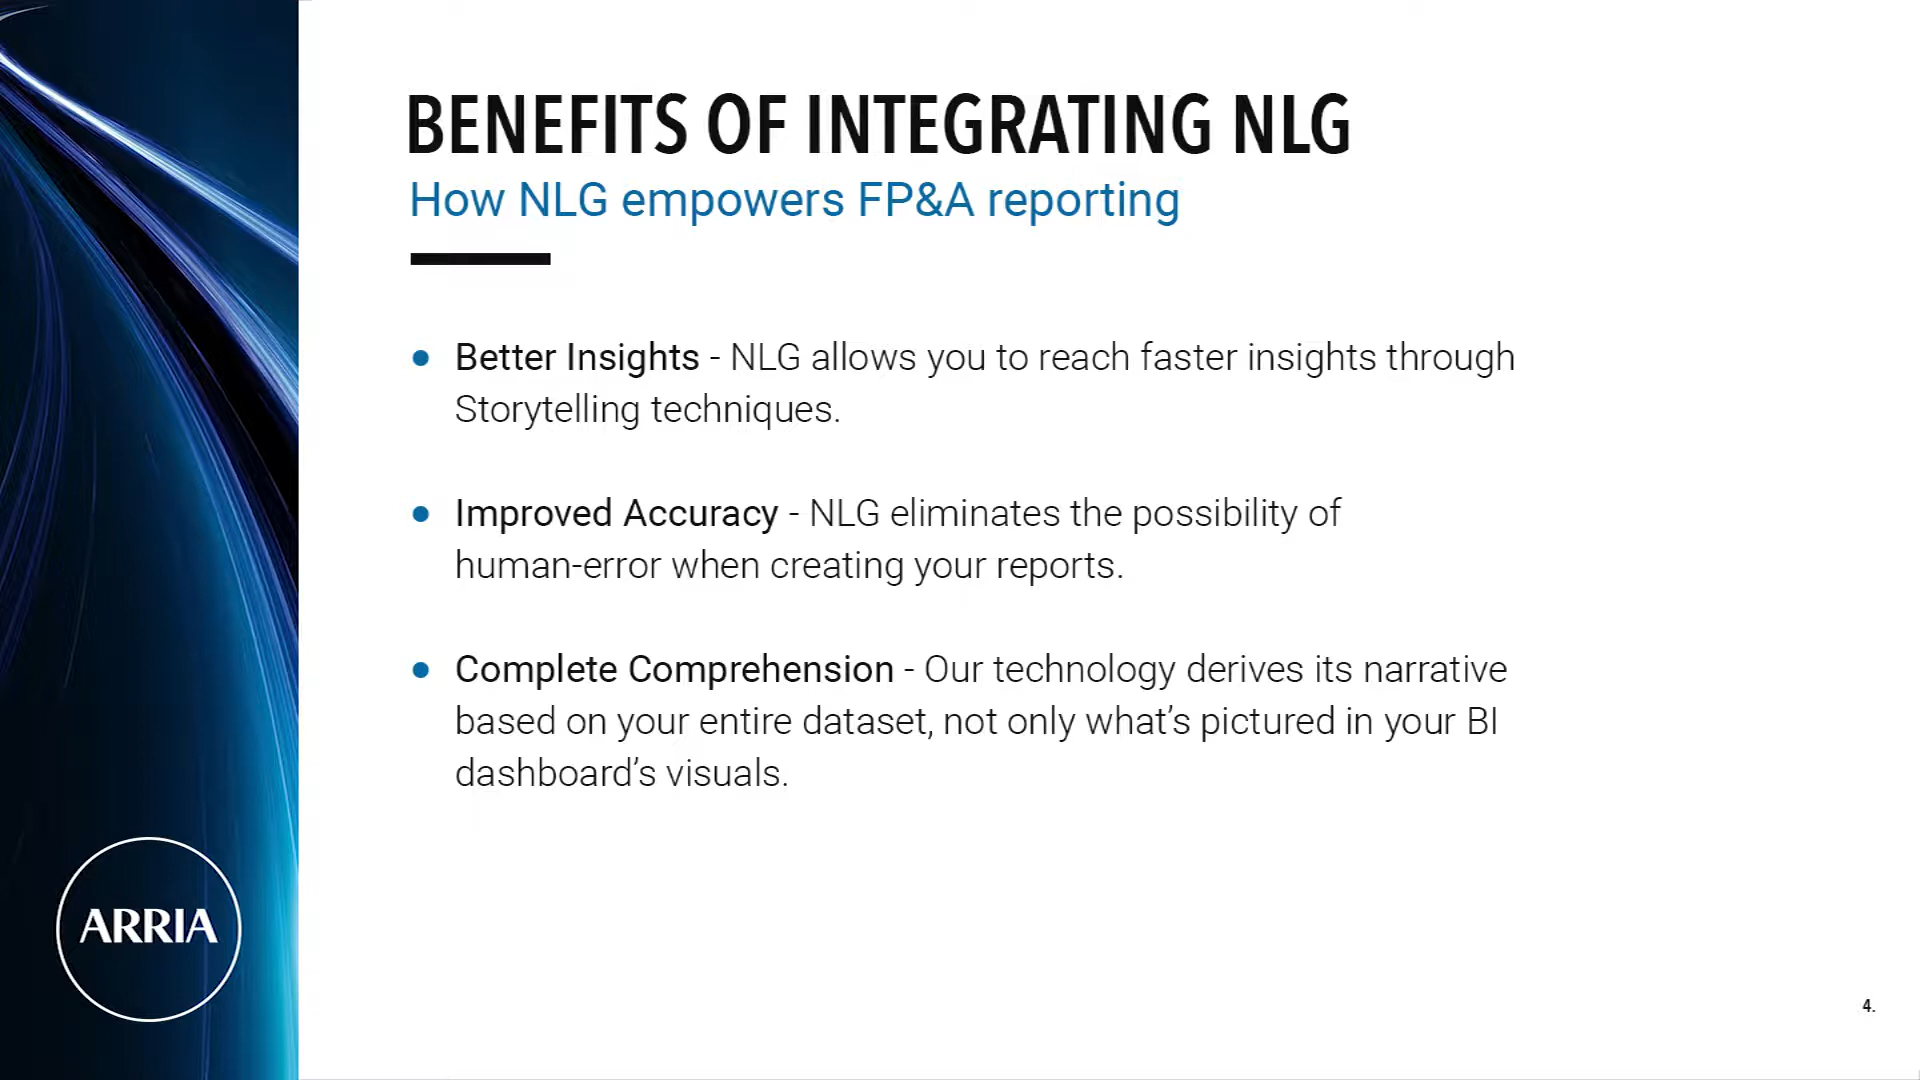 BENEFITS OF INTEGRATING NLG
How NLG empowers FP&A reporting
● Better Insights - NLG allows you to reach faster insights through
Storytelling techniques.
● Improved Accuracy - NLG eliminates the possibility of
human-error when creating your reports.
● Complete Comprehension - Our technology derives its narrative
based on your entire dataset, not only what’s pictured in your BI
dashboard’s visuals.
ARRIA
4.